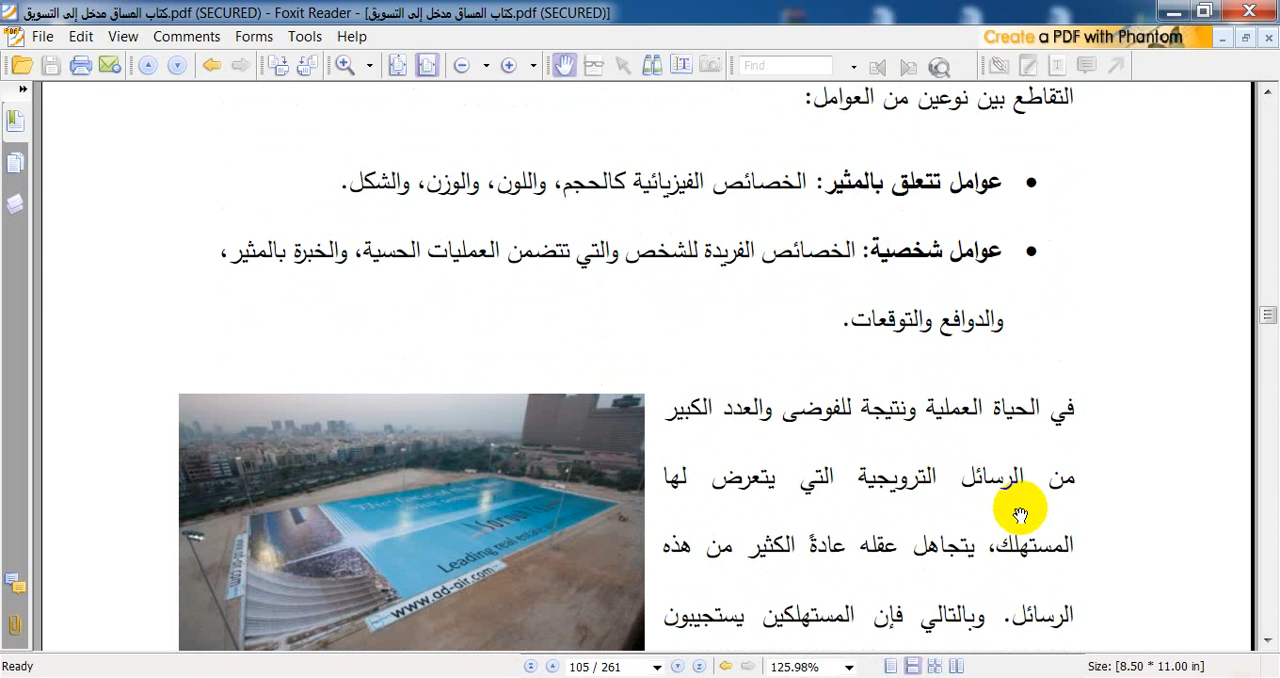 كتاب المساق مدخل إلى التسويق.pdf (SECURED) - Foxit Reader - [كتاب المساق مدخل إلى التسويق.pdf (SECURED)]
File Edit View Comments Forms Tools Help
Create a PDF with Phantom
Find
التقاطع بين نوعين من العوامل:
• عوامل تتعلق بالمثير: الخصائص الفيزيائية كالحجم، واللون، والوزن، والشكل.
• عوامل شخصية: الخصائص الفريدة للشخص والتي تتضمن العمليات الحسية، والخبرة بالمثير،
والدوافع والتوقعات.
في الحياة العملية ونتيجة للفوضى والعدد الكبير
من الرسائل الترويجية التي يتعرض لها
المستهلك، يتجاهل عقله عادةً الكثير من هذه
الرسائل. وبالتالي فإن المستهلكين يستجيبون
Leading real
www.ad-air.com
Ready
105 / 261
125.98%
Size: [8.50 * 11.00 in]